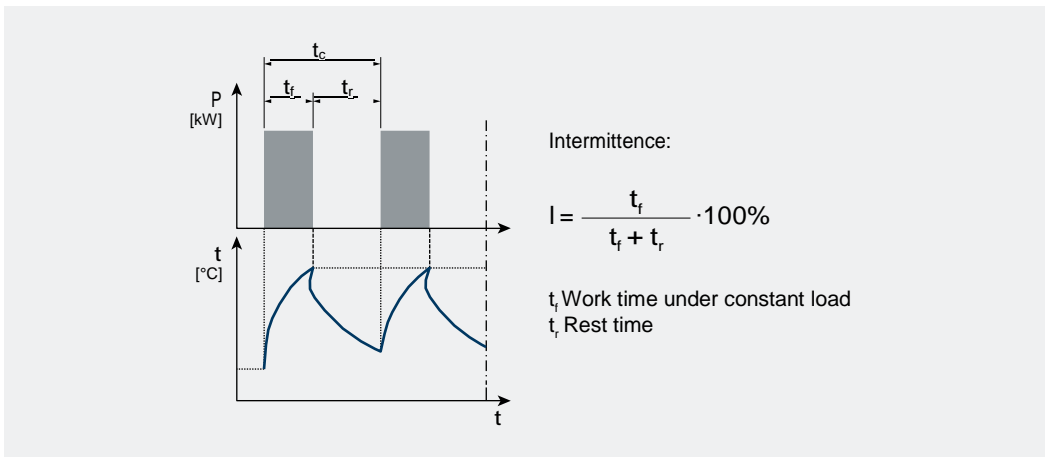 t_c
t_f t_r
P
[kW]
t
[°C]
t
Intermittence:
I = t_f / (t_f + t_r) ·100%
t_f Work time under constant load
t_r Rest time